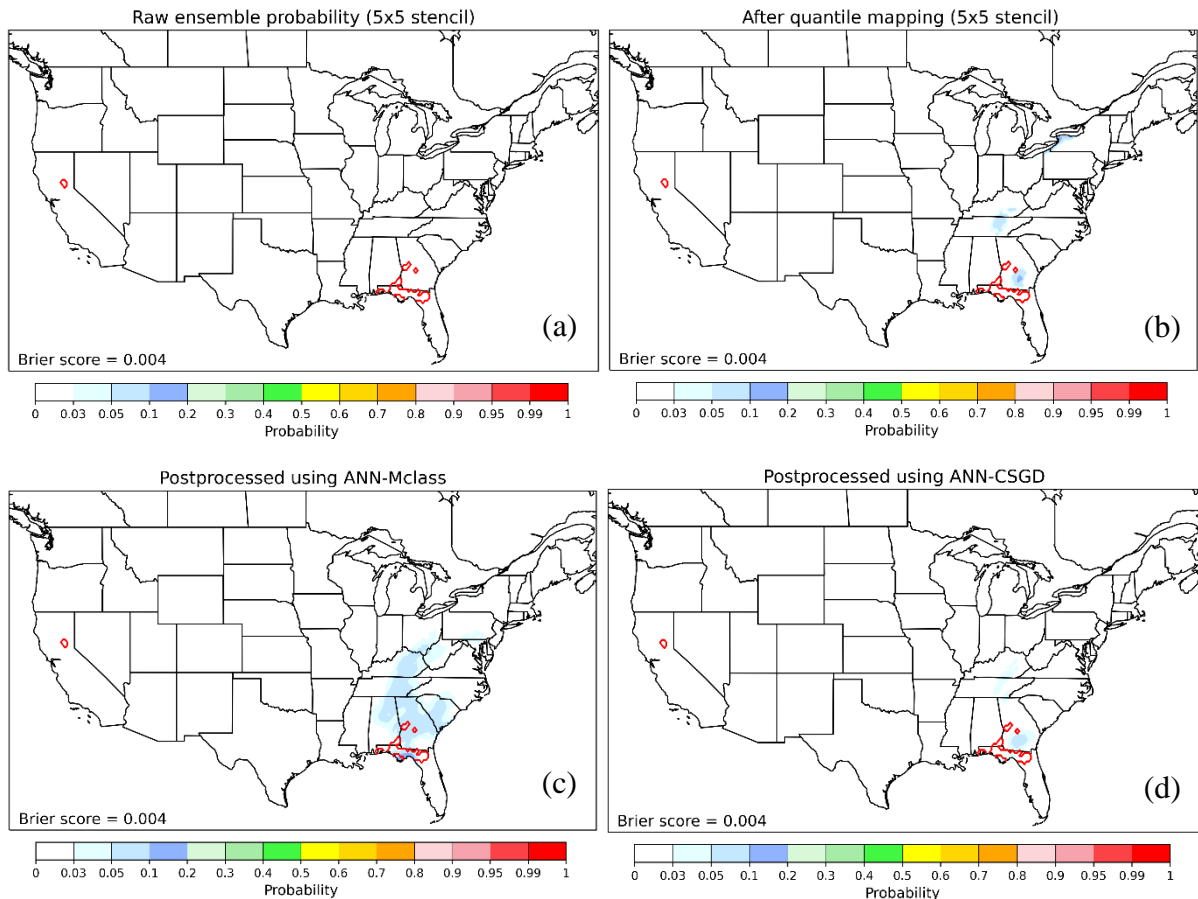 Raw ensemble probability (5x5 stencil)
(a)
Brier score = 0.004
0 0.03 0.05 0.1 0.2 0.3 0.4 0.5 0.6 0.7 0.8 0.9 0.95 0.99 1
Probability
After quantile mapping (5x5 stencil)
(b)
Brier score = 0.004
0 0.03 0.05 0.1 0.2 0.3 0.4 0.5 0.6 0.7 0.8 0.9 0.95 0.99 1
Probability
Postprocessed using ANN-Mclass
(c)
Brier score = 0.004
0 0.03 0.05 0.1 0.2 0.3 0.4 0.5 0.6 0.7 0.8 0.9 0.95 0.99 1
Probability
Postprocessed using ANN-CSGD
(d)
Brier score = 0.004
0 0.03 0.05 0.1 0.2 0.3 0.4 0.5 0.6 0.7 0.8 0.9 0.95 0.99 1
Probability